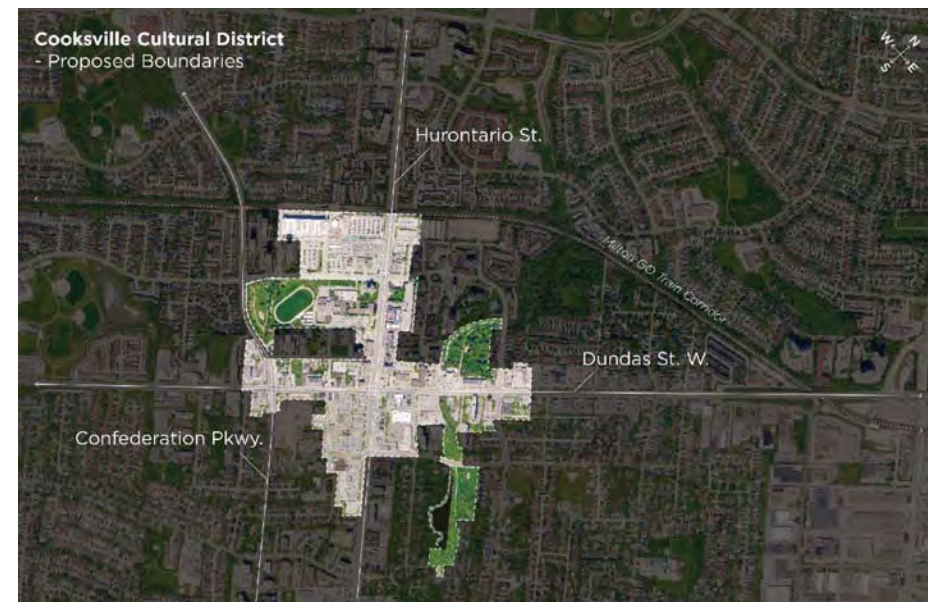 Cooksville Cultural District
- Proposed Boundaries
W N
S E
Hurontario St.
Milton GO Train Corridor
Dundas St. W.
Confederation Pkwy.